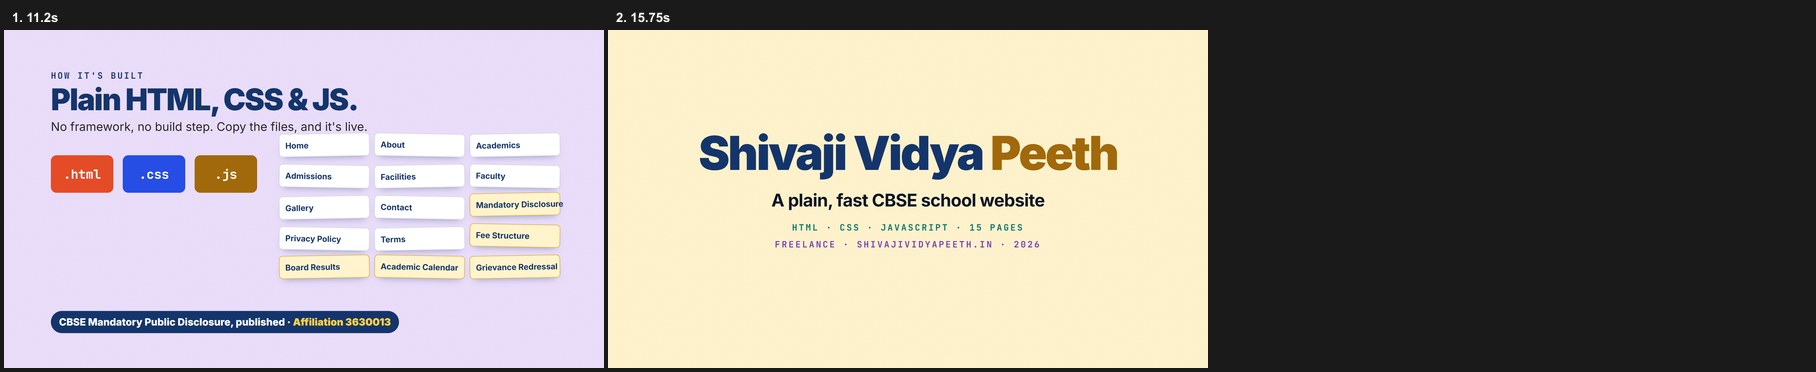 1. 11.2s
HOW IT'S BUILT
Plain HTML, CSS & JS.
No framework, no build step. Copy the files, and it's live.
.html .css .js
Home About Academics
Admissions Facilities Faculty
Gallery Contact Mandatory Disclosure
Privacy Policy Terms Fee Structure
Board Results Academic Calendar Grievance Redressal
CBSE Mandatory Public Disclosure, published · Affiliation 3630013
2. 15.75s
Shivaji Vidya Peeth
A plain, fast CBSE school website
HTML · CSS · JAVASCRIPT · 15 PAGES
FREELANCE · SHIVAJIVIDYAPEETH.IN · 2026